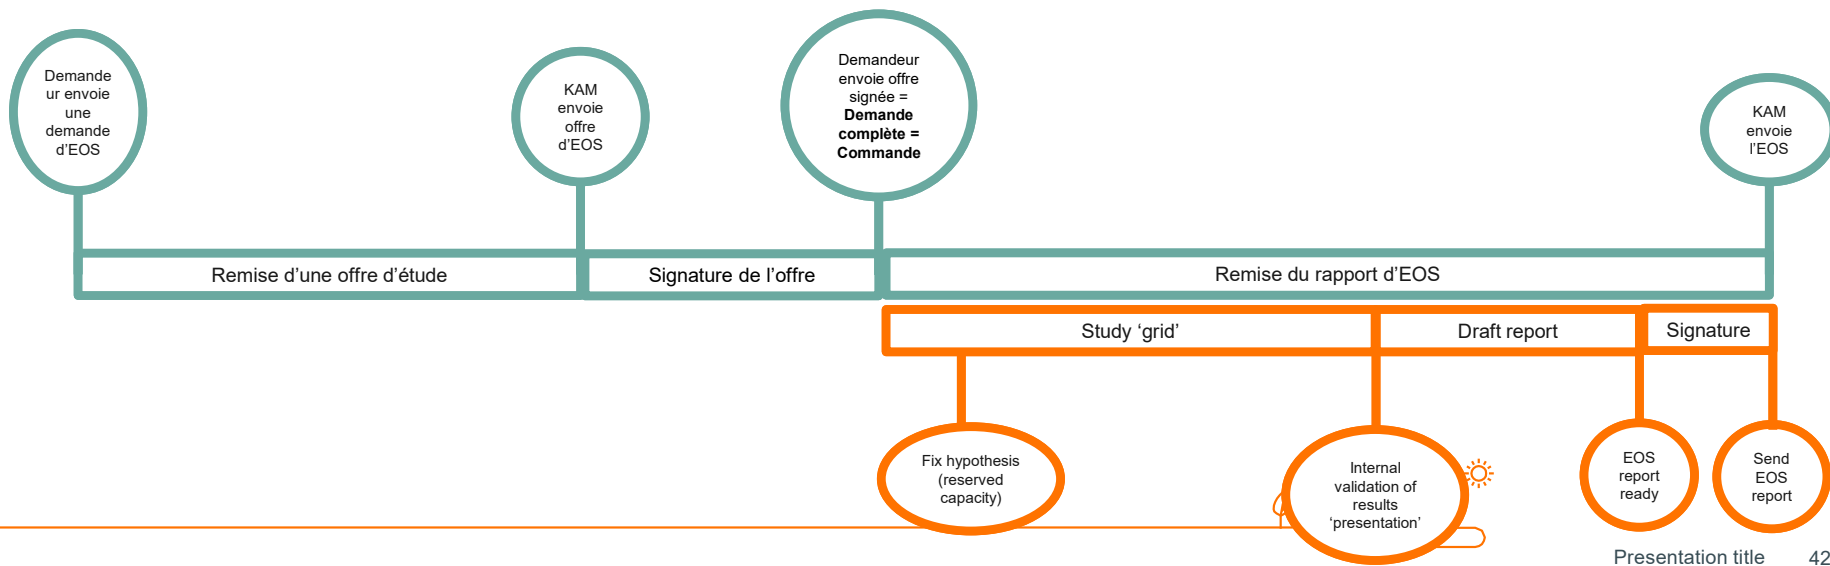 Demande
ur envoie
une
demande
d’EOS
KAM
envoie
offre
d’EOS
Demandeur
envoie offre
signée =
Demande
complète =
Commande
KAM
envoie
l’EOS
Remise d’une offre d’étude
Signature de l’offre
Remise du rapport d’EOS
Study ‘grid’
Draft report
Signature
Fix hypothesis
(reserved
capacity)
Internal
validation of
results
‘presentation’
EOS
report
ready
Send
EOS
report
Presentation title 42